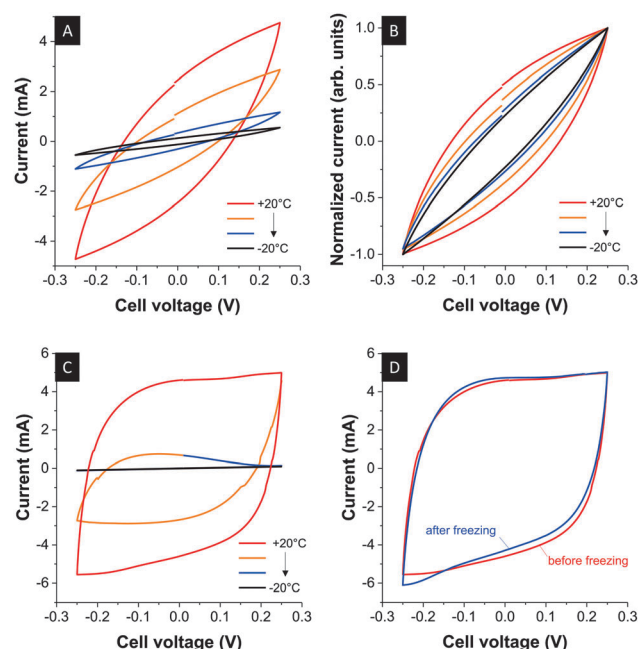 A
Current (mA)
4
2
0
-2
-4
+20°C
-20°C
-0.3 -0.2 -0.1 0.0 0.1 0.2 0.3
Cell voltage (V)
B
Normalized current (arb. units)
1.0
0.5
0.0
-0.5
-1.0
+20°C
-20°C
-0.3 -0.2 -0.1 0.0 0.1 0.2 0.3
Cell voltage (V)
C
Current (mA)
6
4
2
0
-2
-4
-6
+20°C
-20°C
-0.3 -0.2 -0.1 0.0 0.1 0.2 0.3
Cell voltage (V)
D
Current (mA)
6
4
2
0
-2
-4
-6
after freezing
before freezing
-0.3 -0.2 -0.1 0.0 0.1 0.2 0.3
Cell voltage (V)